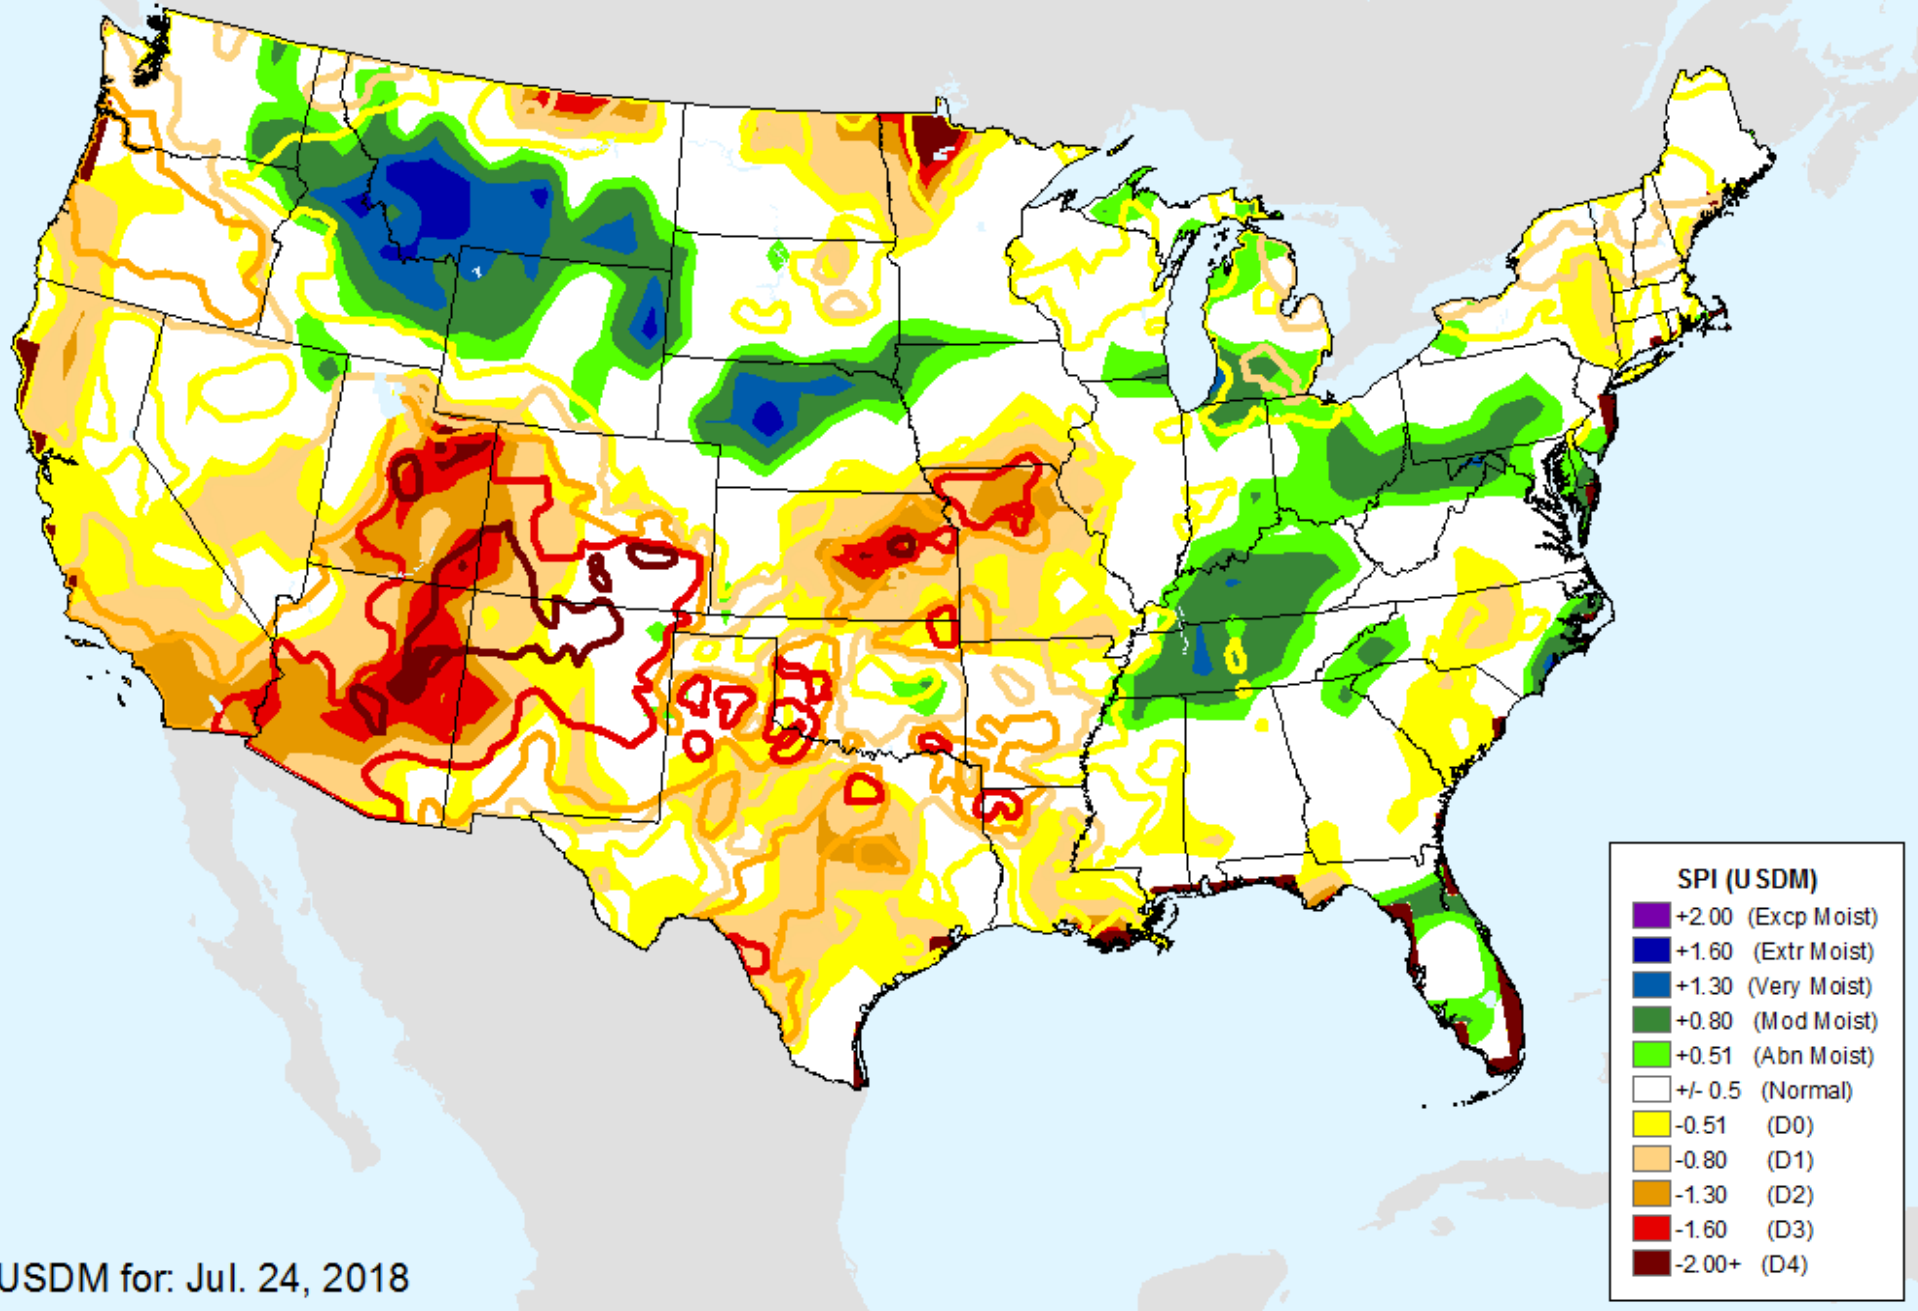 SPI (USDM)
+2.00 (Excp Moist)
+1.60 (Extr Moist)
+1.30 (Very Moist)
+0.80 (Mod Moist)
+0.51 (Abn Moist)
+/- 0.5 (Normal)
-0.51 (D0)
-0.80 (D1)
-1.30 (D2)
-1.60 (D3)
-2.00+ (D4)
USDM for: Jul. 24, 2018